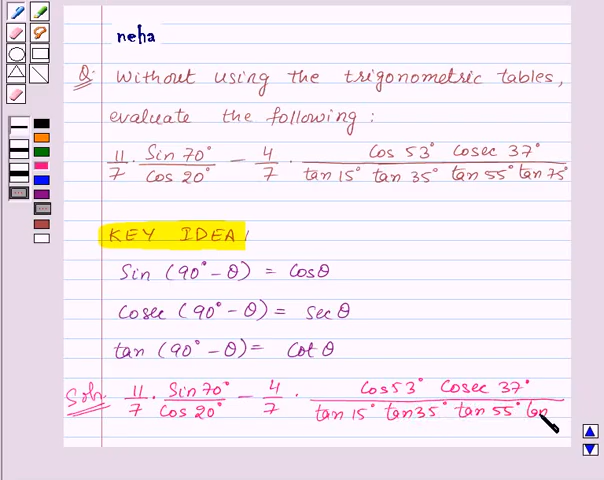 neha
Q. Without using the trigonometric tables,
evaluate the following :
11/7 · Sin 70°/Cos 20° − 4/7 · Cos 53° Cosec 37°/tan 15° tan 35° tan 55° tan 75°
KEY IDEA
Sin (90° − θ) = Cosθ
Cosec (90° − θ) = Sec θ
tan (90° − θ) = Cot θ
Soln 11/7 · Sin 70°/Cos 20° − 4/7 · Cos 53° Cosec 37°/tan 15° tan 35° tan 55° tan